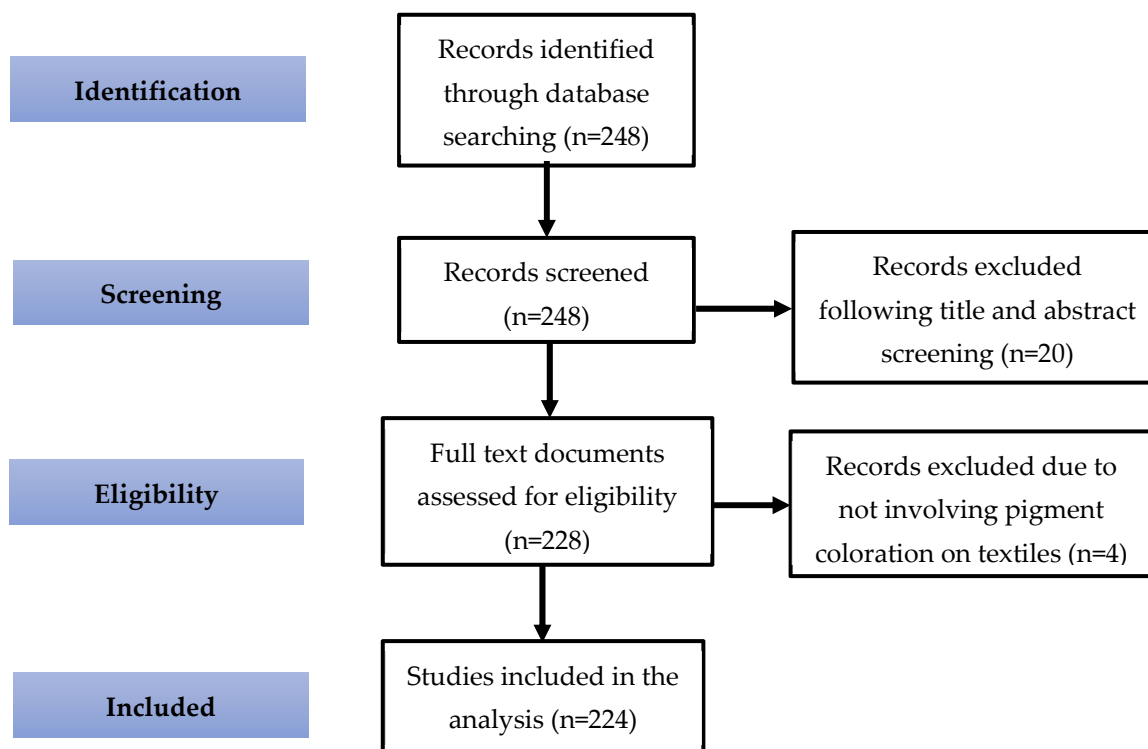 Identification
Records identified
through database
searching (n=248)
Screening
Records screened
(n=248)
Records excluded
following title and abstract
screening (n=20)
Eligibility
Full text documents
assessed for eligibility
(n=228)
Records excluded due to
not involving pigment
coloration on textiles (n=4)
Included
Studies included in the
analysis (n=224)